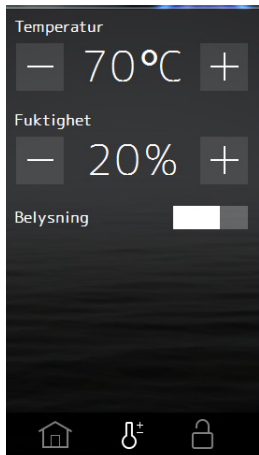 Temperatur
− 70°C +
Fuktighet
− 20% +
Belysning